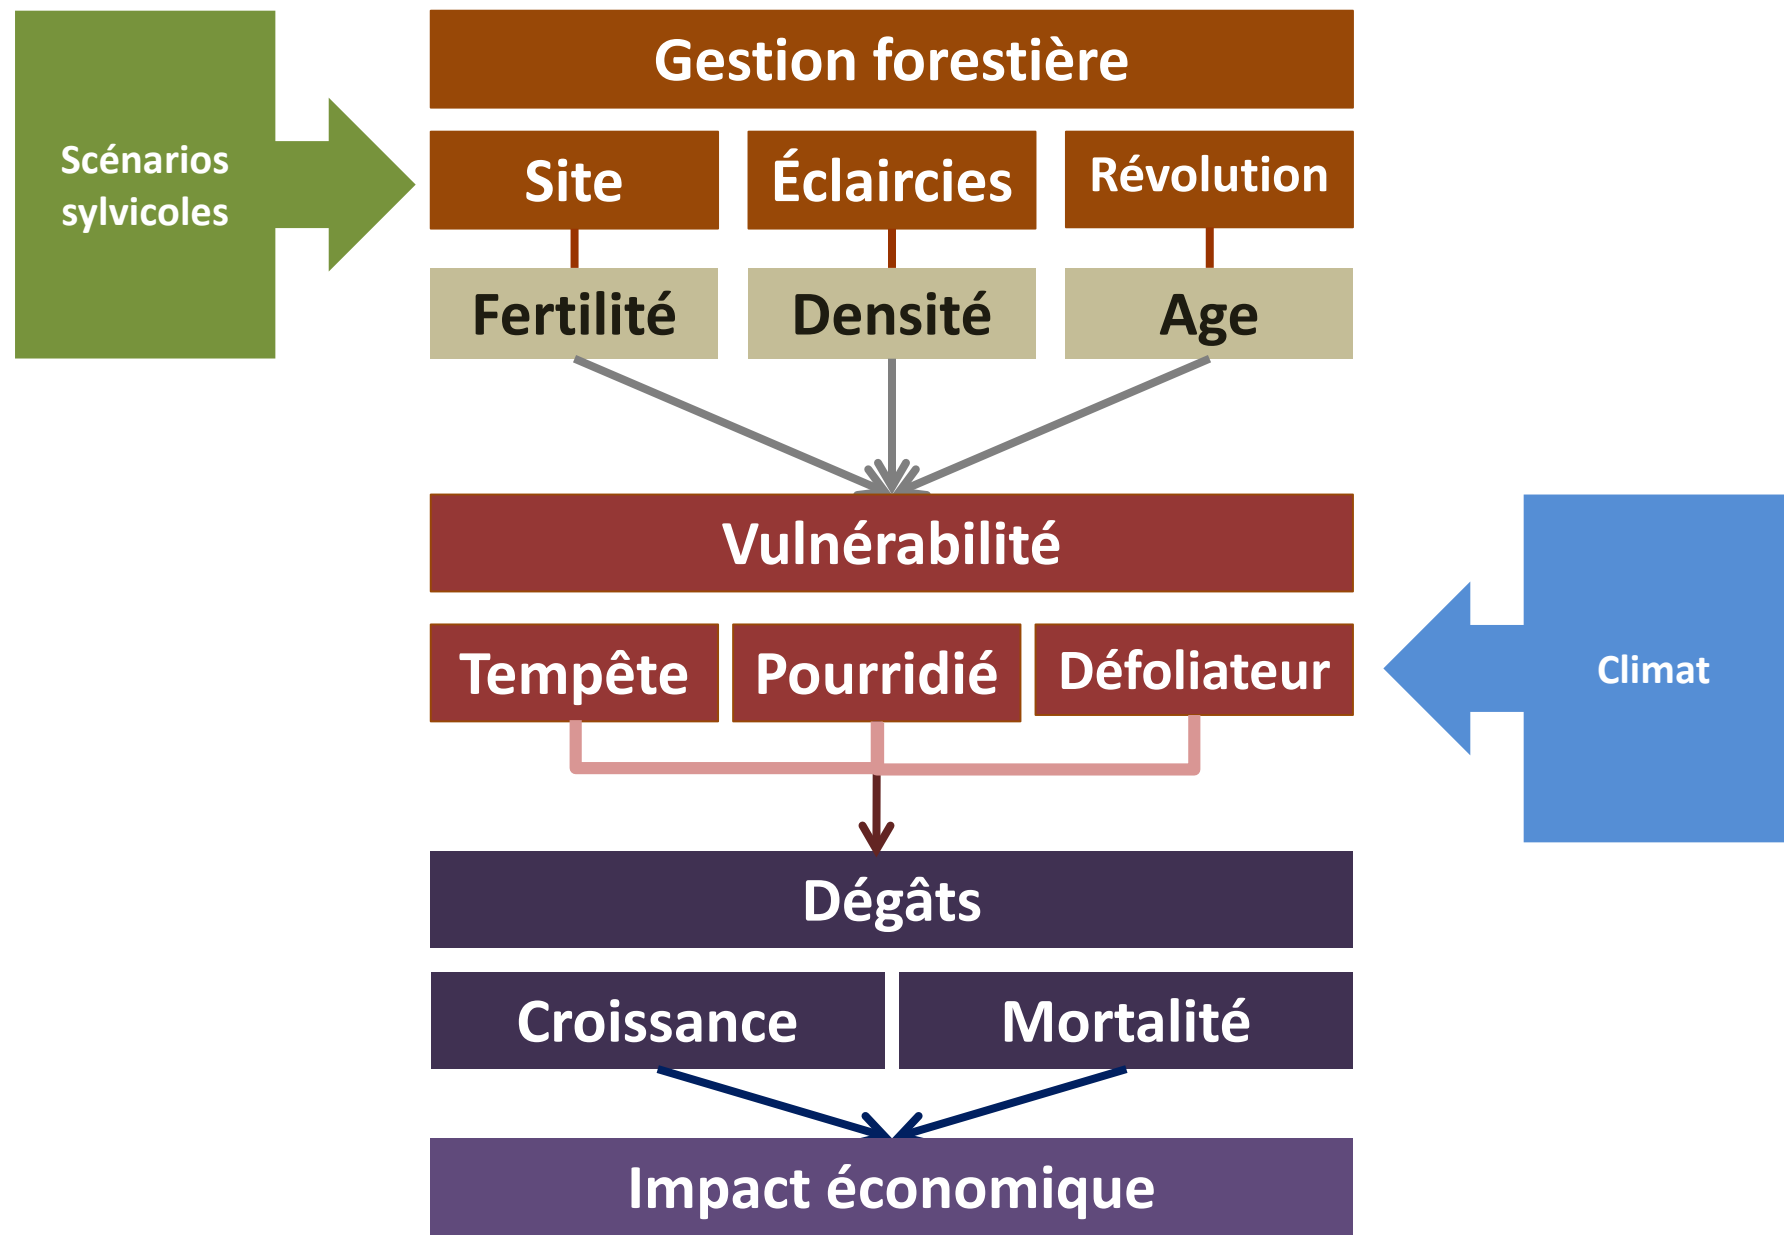 Gestion forestière
Scénarios
sylvicoles
Site
Éclaircies
Révolution
Fertilité
Densité
Age
Vulnérabilité
Tempête
Pourridié
Défoliateur
Climat
Dégâts
Croissance
Mortalité
Impact économique